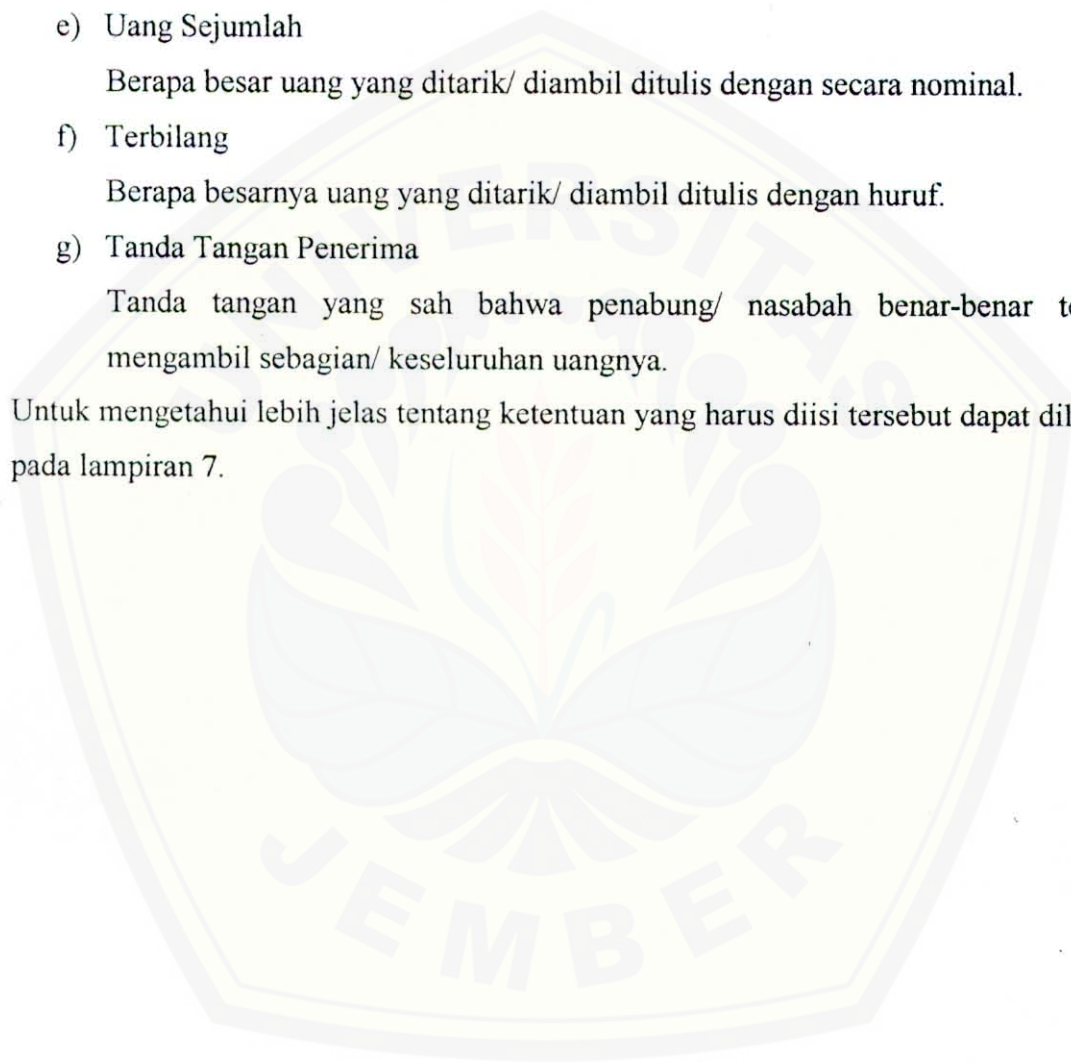 e) Uang Sejumlah
Berapa besar uang yang ditarik/ diambil ditulis dengan secara nominal.
f) Terbilang
Berapa besarnya uang yang ditarik/ diambil ditulis dengan huruf.
g) Tanda Tangan Penerima
Tanda tangan yang sah bahwa penabung/ nasabah benar-benar
mengambil sebagian/ keseluruhan uangnya.
Untuk mengetahui lebih jelas tentang ketentuan yang harus diisi tersebut dapat
pada lampiran 7.
UNIVERSITAS
JEMBER